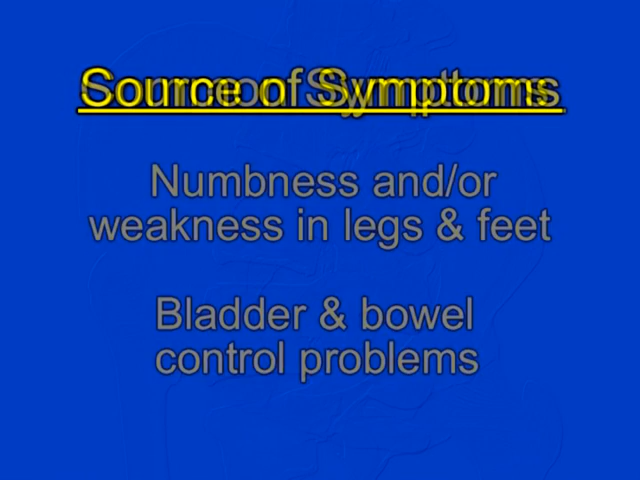 Source of Symptoms
Numbness and/or
weakness in legs & feet
Bladder & bowel
control problems